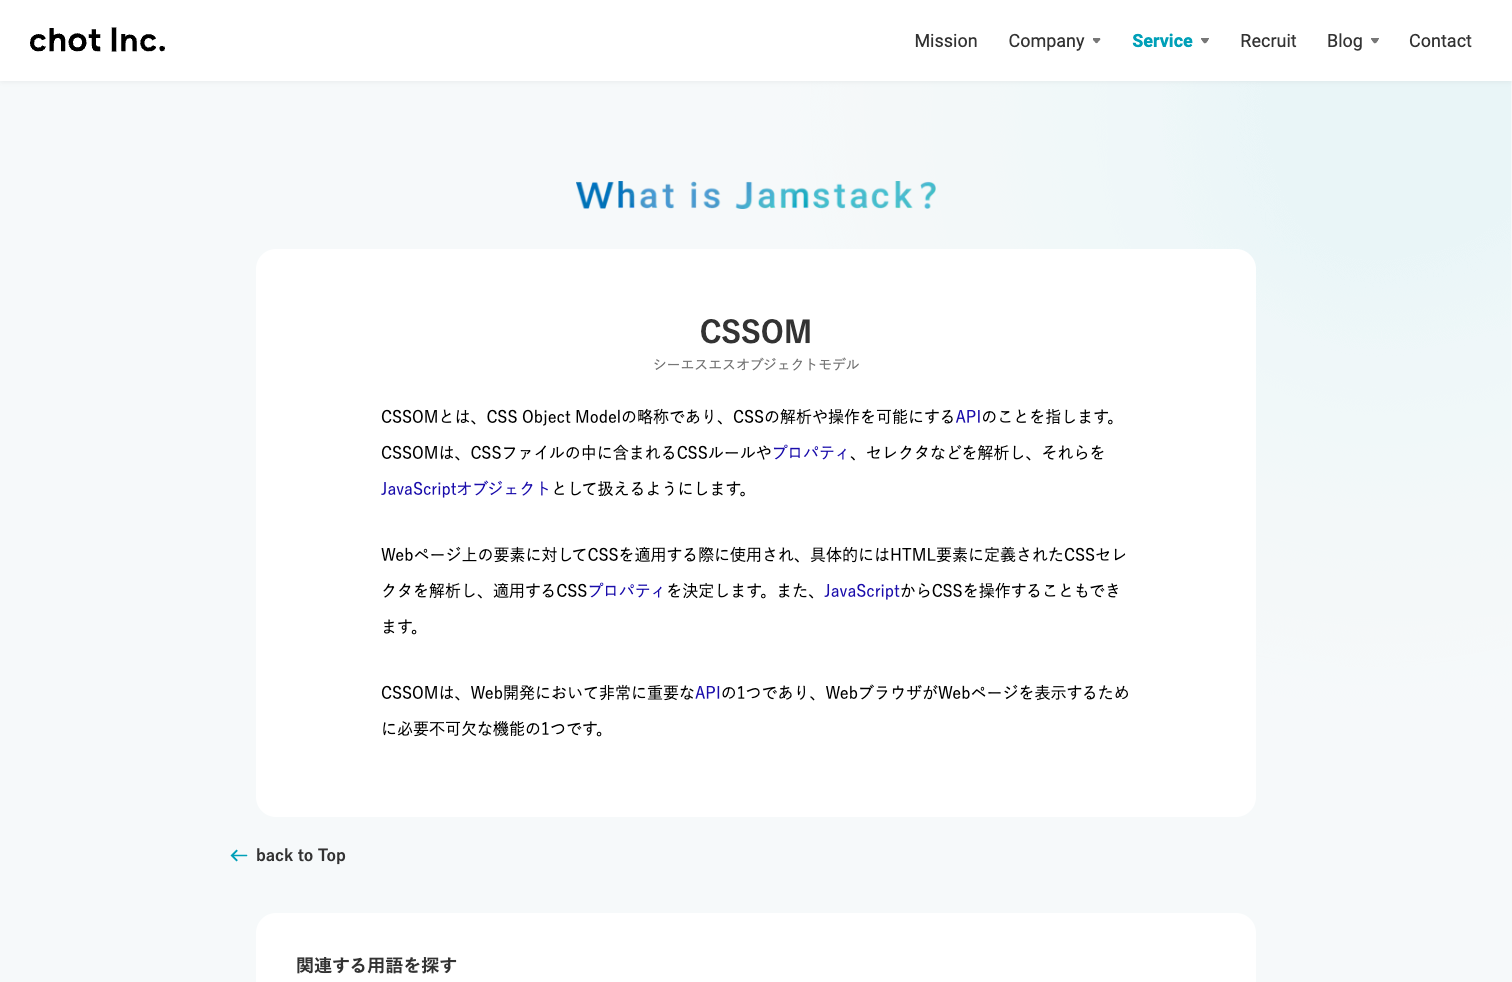 chot Inc.
Mission Company Service Recruit Blog Contact
What is Jamstack?
CSSOM
シーエスエスオブジェクトモデル
CSSOMとは、CSS Object Modelの略称であり、CSSの解析や操作を可能にするAPIのことを指します。
CSSOMは、CSSファイルの中に含まれるCSSルールやプロパティ、セレクタなどを解析し、それらを
JavaScriptオブジェクトとして扱えるようにします。
Webページ上の要素に対してCSSを適用する際に使用され、具体的にはHTML要素に定義されたCSSセレ
クタを解析し、適用するCSSプロパティを決定します。また、JavaScriptからCSSを操作することもでき
ます。
CSSOMは、Web開発において非常に重要なAPIの1つであり、WebブラウザがWebページを表示するため
に必要不可欠な機能の1つです。
back to Top
関連する用語を探す